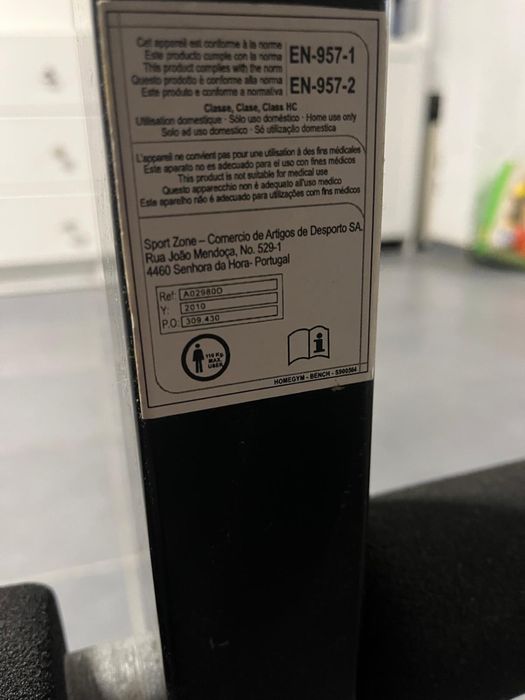 Cet appareil est conforme à la norme
Este producto cumple con la norma
This product complies with the norm
Questo prodotto è conforme alla norma
Este produto e conforme a normativa
EN-957-1
EN-957-2
Classe, Clase, Class HC
Utilisation domestique · Sólo uso doméstico · Home use only
Solo ad uso domestico · Só utilização domestica
L'appareil ne convient pas pour une utilisation à des fins médicales
Este aparato no es adecuado para el uso con fines médicos
This product is not suitable for medical use
Questo apparecchio non è adeguato all'uso medico
Este aparelho não é adecuado para utilizações com fins médicos
Sport Zone – Comercio de Artigos de Desporto SA.
Rua João Mendoça, No. 529-1
4460 Senhora da Hora- Portugal
Ref: A02980D
Y: 2010
P.O: 309.430
110 Kg
MAX.
USER
i
HOMEGYM - BENCH - S900364